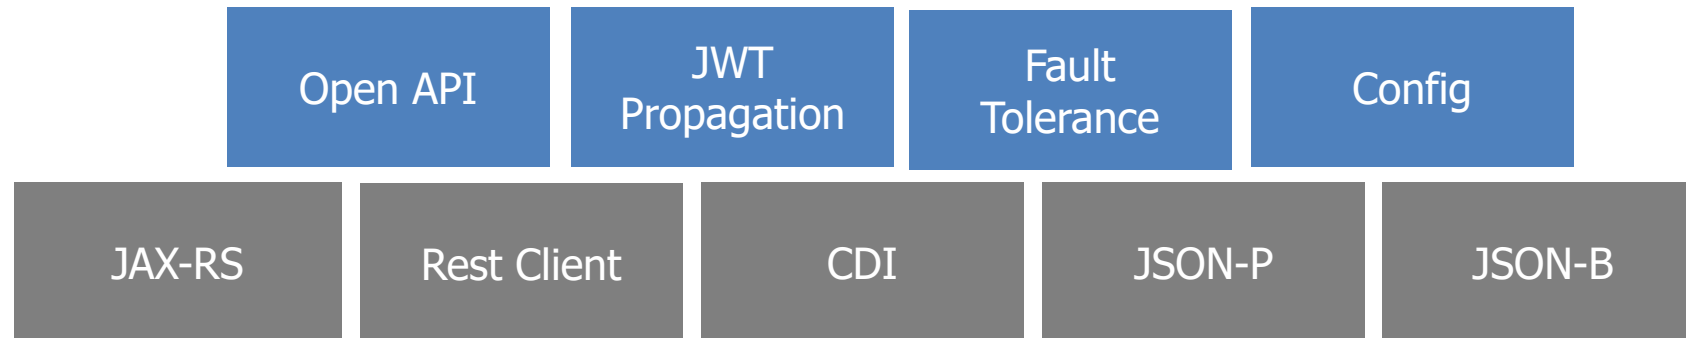 Open API
JWT
Propagation
Fault
Tolerance
Config
JAX-RS
Rest Client
CDI
JSON-P
JSON-B